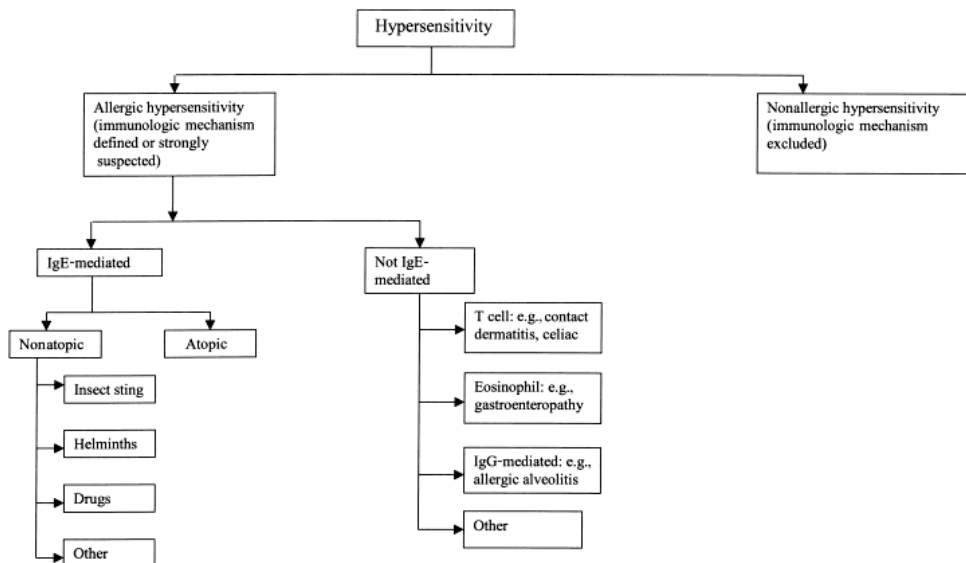 Hypersensitivity
Allergic hypersensitivity
(immunologic mechanism
defined or strongly
suspected)
Nonallergic hypersensitivity
(immunologic mechanism
excluded)
IgE-mediated
Not IgE-
mediated
Nonatopic
Atopic
Insect sting
Helminths
Drugs
Other
T cell: e.g., contact
dermatitis, celiac
Eosinophil: e.g.,
gastroenteropathy
IgG-mediated: e.g.,
allergic alveolitis
Other